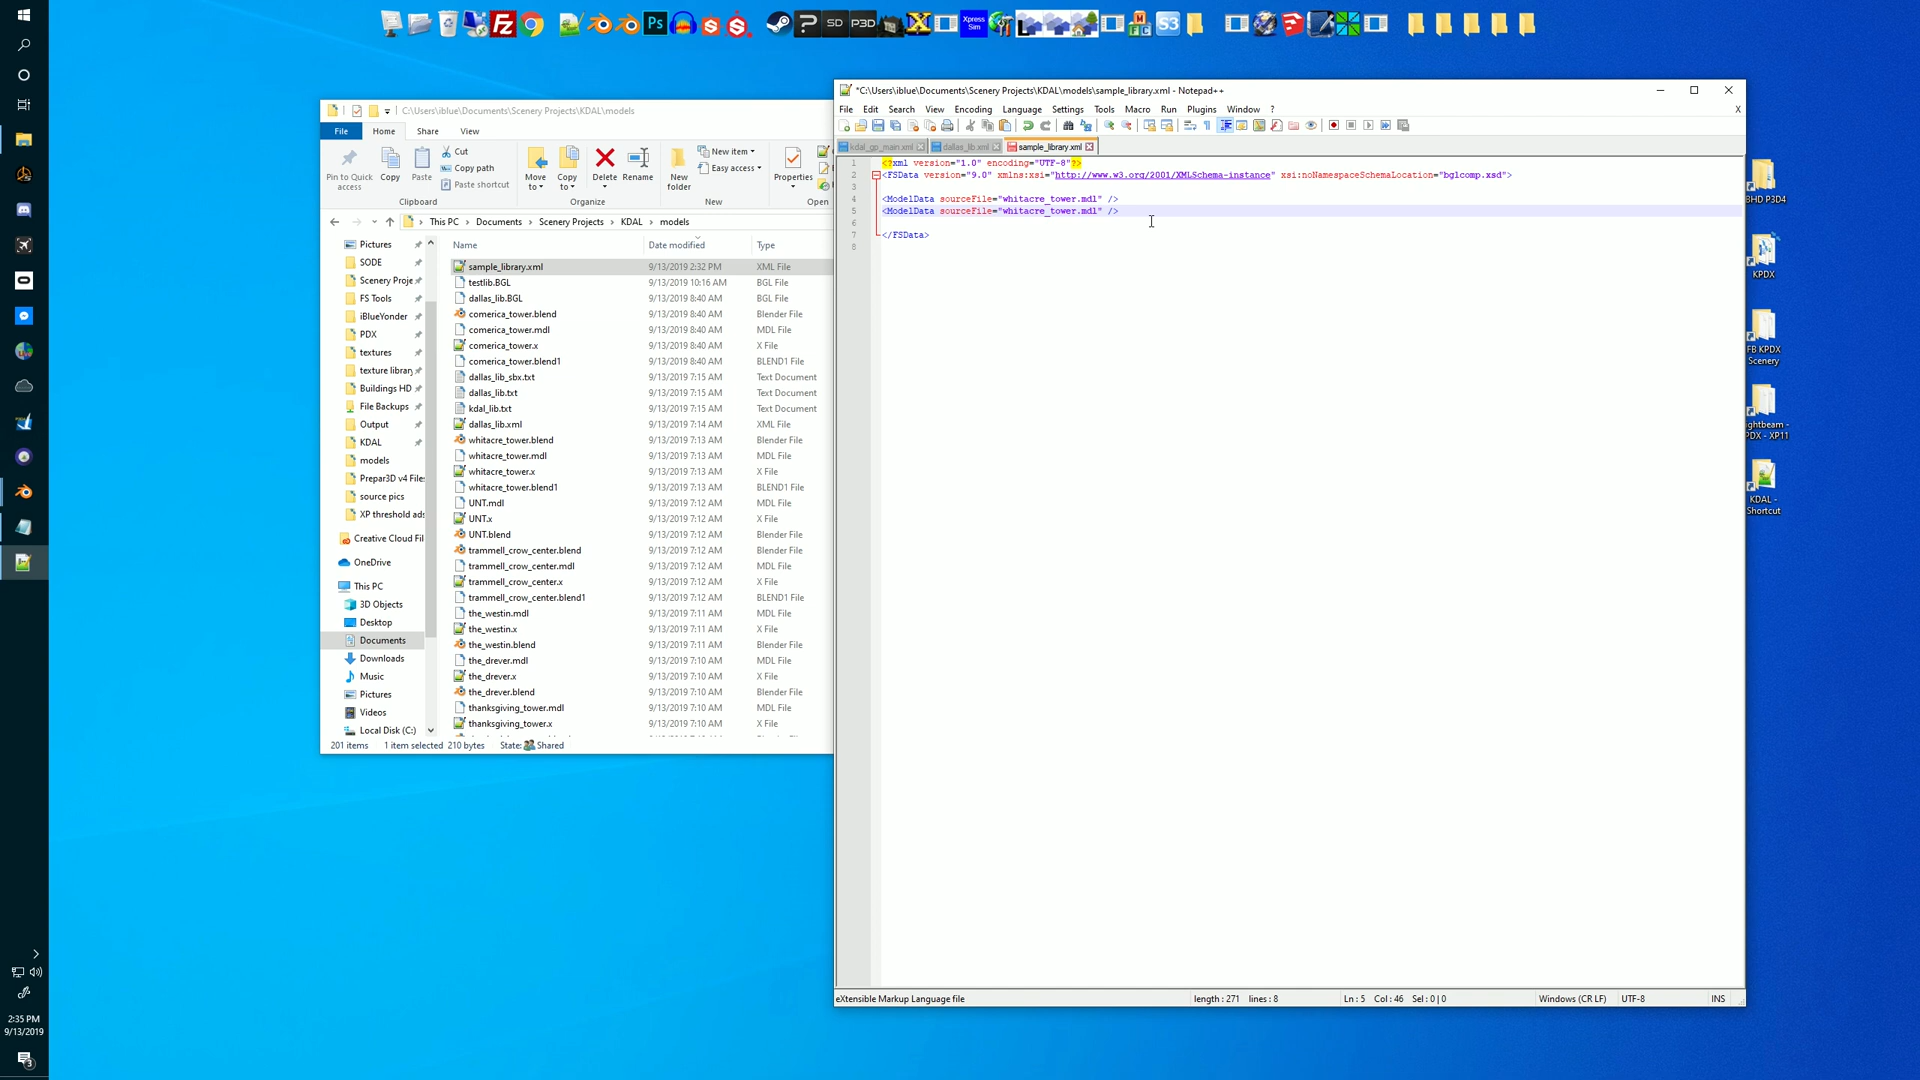 Ps
SD
P3D
Xpress
Sim
S3
C:\Users\iblue\Documents\Scenery Projects\KDAL\models
File
Home
Share
View
Pin to Quick
access
Copy
Paste
Cut
Copy path
Paste shortcut
Clipboard
Move
to
Copy
to
Delete
Rename
Organize
New
folder
New item
Easy access
New
Properties
Open
This PC > Documents > Scenery Projects > KDAL > models
Pictures
SODE
Scenery Proje
FS Tools
iBlueYonder
PDX
textures
texture library
Buildings HD
File Backups
Output
KDAL
models
Prepar3D v4 Files
source pics
XP threshold ads
Creative Cloud Fil
OneDrive
This PC
3D Objects
Desktop
Documents
Downloads
Music
Pictures
Videos
Local Disk (C:)
Name Date modified Type
sample_library.xml 9/13/2019 2:32 PM XML File
testlib.BGL 9/13/2019 10:16 AM BGL File
dallas_lib.BGL 9/13/2019 8:40 AM BGL File
comerica_tower.blend 9/13/2019 8:40 AM Blender File
comerica_tower.mdl 9/13/2019 8:40 AM MDL File
comerica_tower.x 9/13/2019 8:40 AM X File
comerica_tower.blend1 9/13/2019 8:40 AM BLEND1 File
dallas_lib_sbx.txt 9/13/2019 7:15 AM Text Document
dallas_lib.txt 9/13/2019 7:15 AM Text Document
kdal_lib.txt 9/13/2019 7:15 AM Text Document
dallas_lib.xml 9/13/2019 7:14 AM XML File
whitacre_tower.blend 9/13/2019 7:13 AM Blender File
whitacre_tower.mdl 9/13/2019 7:13 AM MDL File
whitacre_tower.x 9/13/2019 7:13 AM X File
whitacre_tower.blend1 9/13/2019 7:13 AM BLEND1 File
UNT.mdl 9/13/2019 7:12 AM MDL File
UNT.x 9/13/2019 7:12 AM X File
UNT.blend 9/13/2019 7:12 AM Blender File
trammell_crow_center.blend 9/13/2019 7:12 AM Blender File
trammell_crow_center.mdl 9/13/2019 7:12 AM MDL File
trammell_crow_center.x 9/13/2019 7:12 AM X File
trammell_crow_center.blend1 9/13/2019 7:12 AM BLEND1 File
the_westin.mdl 9/13/2019 7:11 AM MDL File
the_westin.x 9/13/2019 7:11 AM X File
the_westin.blend 9/13/2019 7:11 AM Blender File
the_drever.mdl 9/13/2019 7:10 AM MDL File
the_drever.x 9/13/2019 7:10 AM X File
the_drever.blend 9/13/2019 7:10 AM Blender File
thanksgiving_tower.mdl 9/13/2019 7:10 AM MDL File
thanksgiving_tower.x 9/13/2019 7:10 AM X File
201 items 1 item selected 210 bytes State: Shared
*C:\Users\iblue\Documents\Scenery Projects\KDAL\models\sample_library.xml - Notepad++
File Edit Search View Encoding Language Settings Tools Macro Run Plugins Window ? X
kdal_gp_main.xml dallas_lib.xml sample_library.xml
1 <?xml version="1.0" encoding="UTF-8"?>
2 <FSData version="9.0" xmlns:xsi="http://www.w3.org/2001/XMLSchema-instance" xsi:noNamespaceSchemaLocation="bglcomp.xsd">
3
4 <ModelData sourceFile="whitacre_tower.mdl" />
5 <ModelData sourceFile="whitacre_tower.mdl" />
6
7 </FSData>
8
eXtensible Markup Language file length : 271 lines : 8 Ln : 5 Col : 46 Sel : 0 | 0 Windows (CR LF) UTF-8 INS
BHD P3D4
KPDX
FB KPDX
Scenery
ghtbeam -
PDX - XP11
KDAL -
Shortcut
2:35 PM
9/13/2019
3